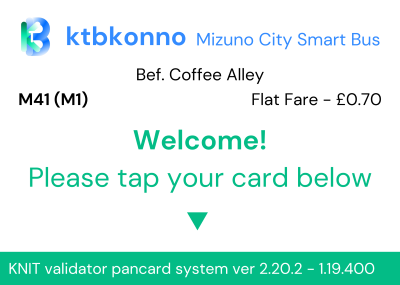 ktbkonno Mizuno City Smart Bus
Bef. Coffee Alley
M41 (M1) Flat Fare - £0.70
Welcome!
Please tap your card below
KNIT validator pancard system ver 2.20.2 - 1.19.400